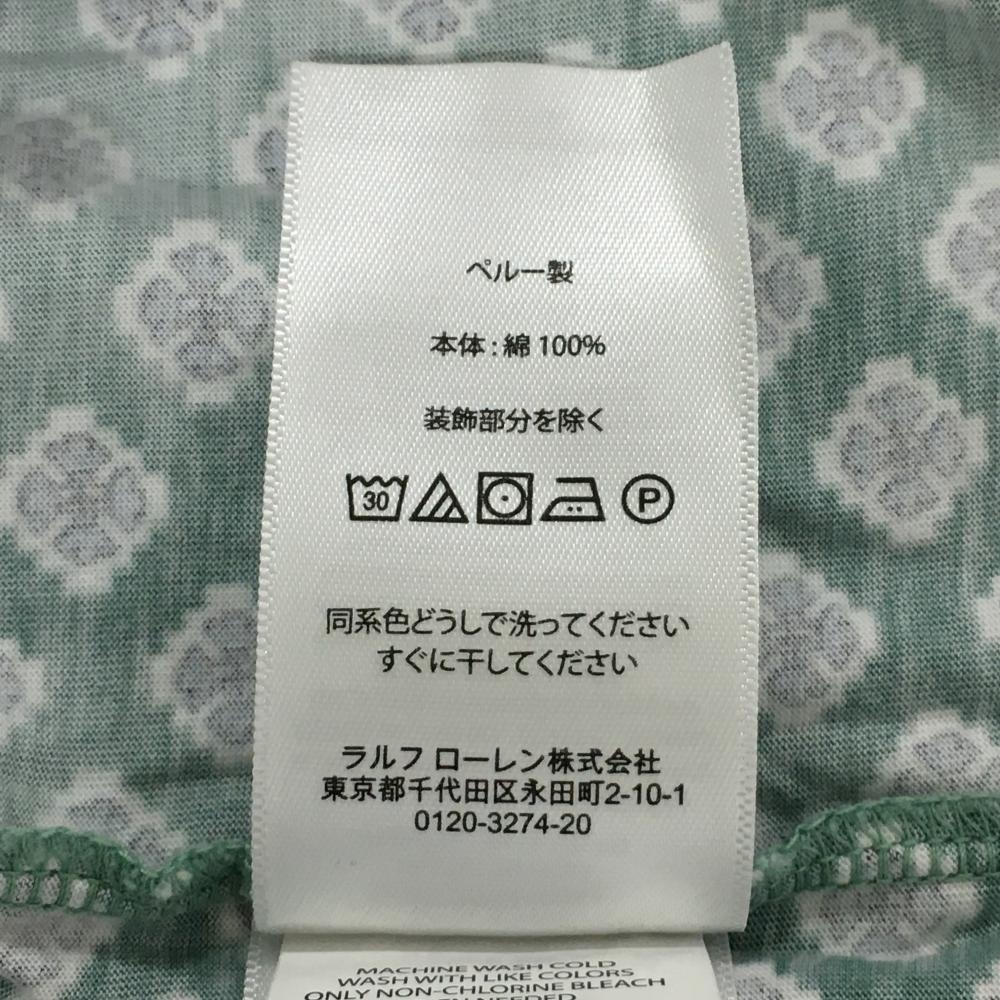 ペルー製
本体:綿 100%
装飾部分を除く
30 P
同系色どうしで洗ってください
すぐに干してください
ラルフ ローレン株式会社
東京都千代田区永田町2-10-1
0120-3274-20
MACHINE WASH COLD
WASH WITH LIKE COLORS
ONLY NON-CHLORINE BLEACH
NEEDED